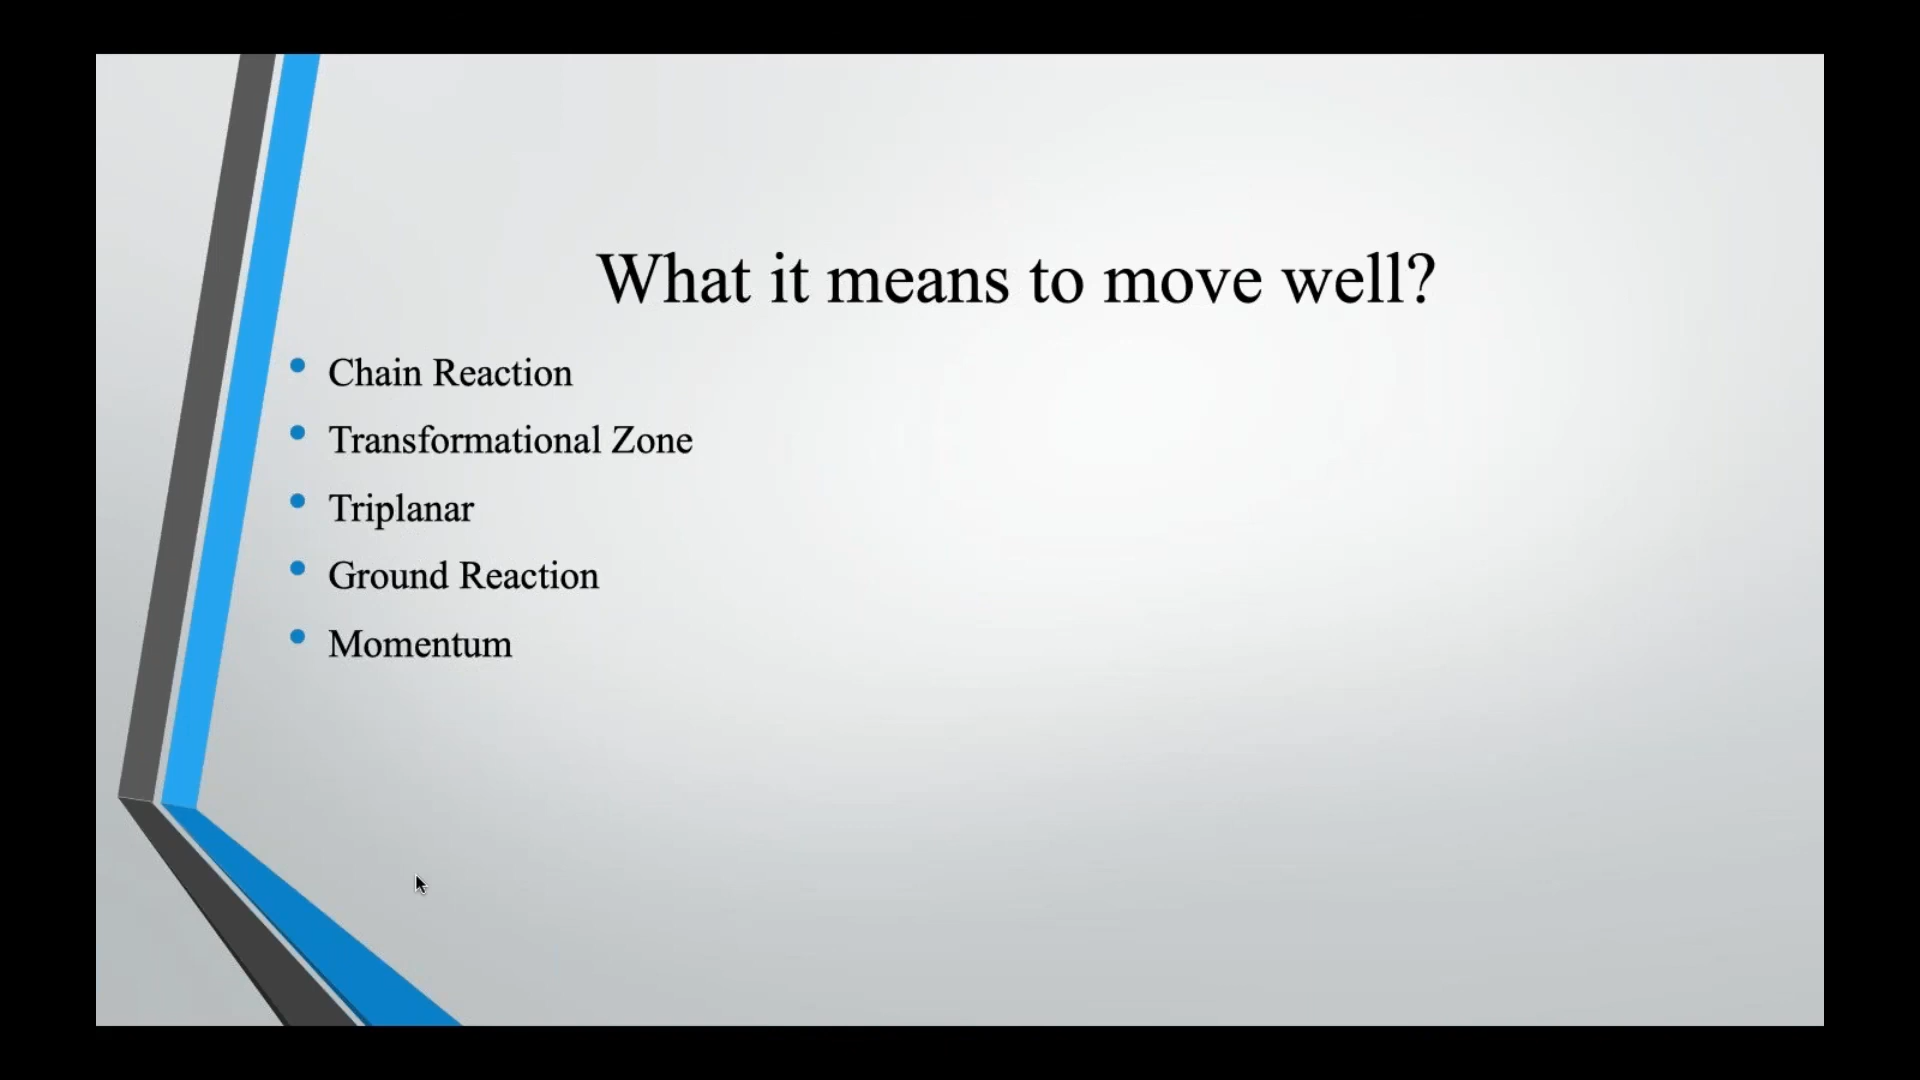 What it means to move well?
Chain Reaction
Transformational Zone
Triplanar
Ground Reaction
Momentum